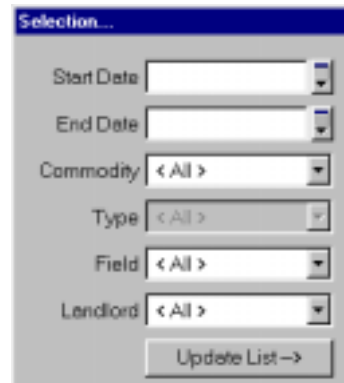 Selection...
Start Date
End Date
Commodity < All >
Type < All >
Field < All >
Landlord < All >
Update List-->